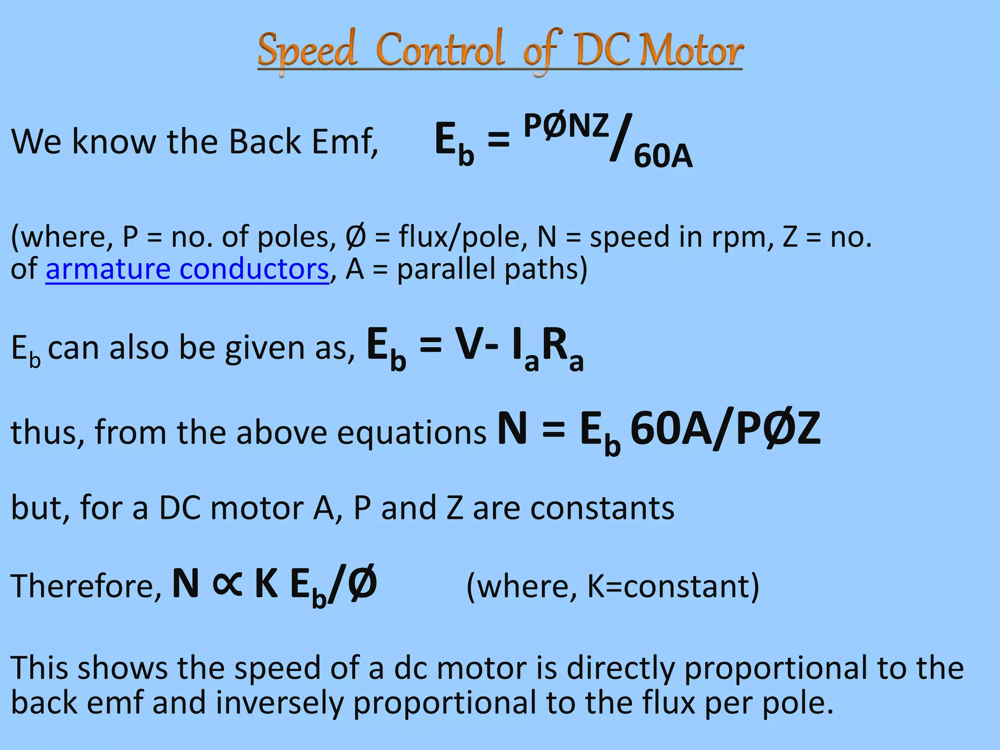 Speed Control of DC Motor
We know the Back Emf, E_b = PØNZ/60A
(where, P = no. of poles, Ø = flux/pole, N = speed in rpm, Z = no.
of armature conductors, A = parallel paths)
E_b can also be given as, E_b = V- I_aR_a
thus, from the above equations N = E_b 60A/PØZ
but, for a DC motor A, P and Z are constants
Therefore, N ∝ K E_b/Ø (where, K=constant)
This shows the speed of a dc motor is directly proportional to the
back emf and inversely proportional to the flux per pole.